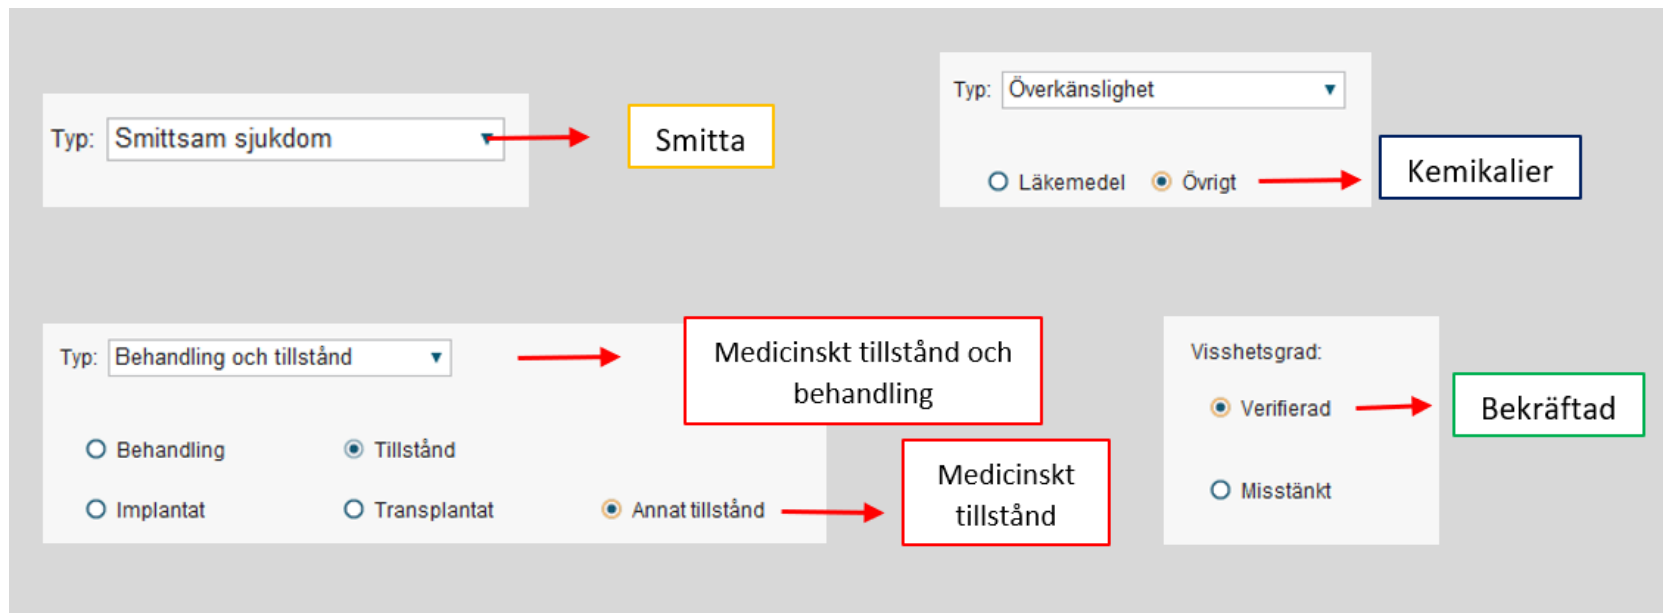 Typ: Smittsam sjukdom
Smitta
Typ: Överkänslighet
Läkemedel Övrigt
Kemikalier
Typ: Behandling och tillstånd
Medicinskt tillstånd och
behandling
Behandling Tillstånd
Implantat Transplantat Annat tillstånd
Medicinskt
tillstånd
Visshetsgrad:
Verifierad
Bekräftad
Misstänkt